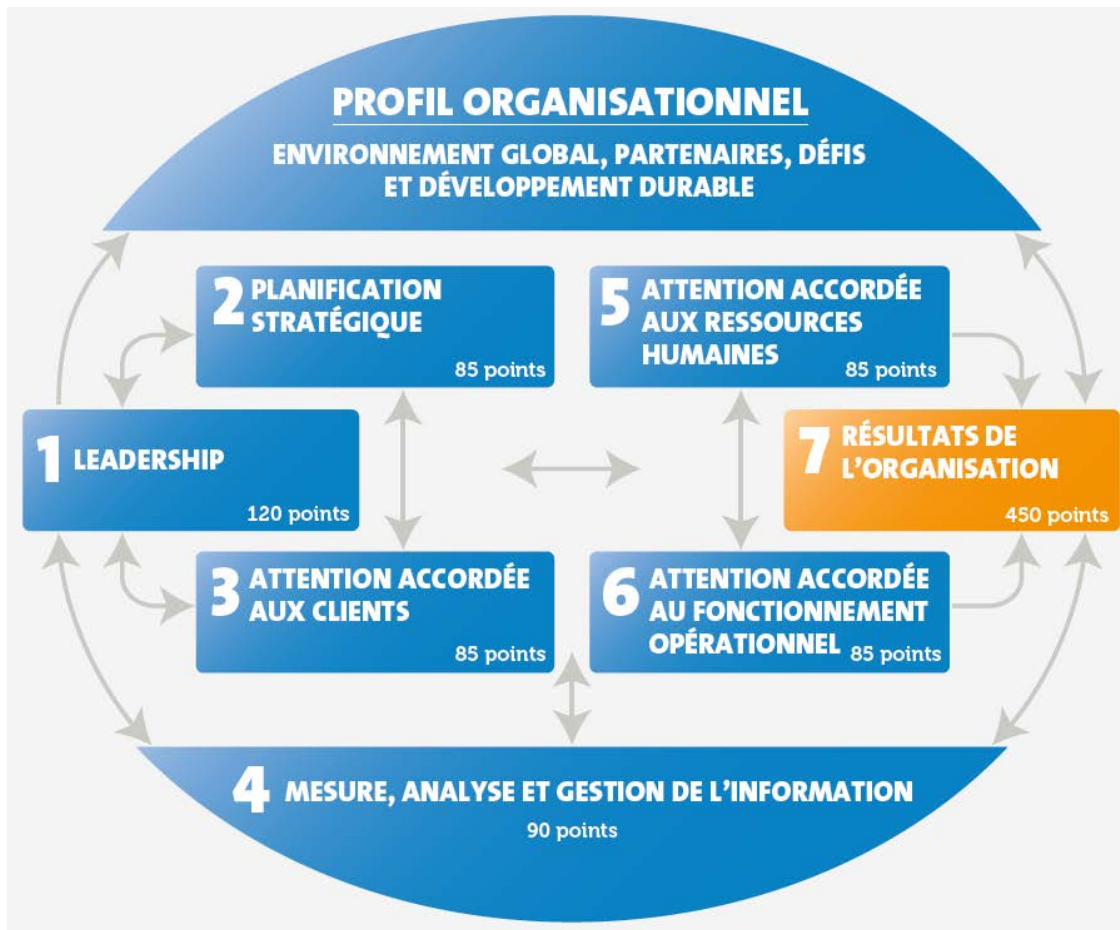 PROFIL ORGANISATIONNEL
ENVIRONNEMENT GLOBAL, PARTENAIRES, DÉFIS
ET DÉVELOPPEMENT DURABLE
2 PLANIFICATION
STRATÉGIQUE
85 points
5 ATTENTION ACCORDÉE
AUX RESSOURCES
HUMAINES
85 points
1 LEADERSHIP
120 points
7 RÉSULTATS DE
L'ORGANISATION
450 points
3 ATTENTION ACCORDÉE
AUX CLIENTS
85 points
6 ATTENTION ACCORDÉE
AU FONCTIONNEMENT
OPÉRATIONNEL 85 points
4 MESURE, ANALYSE ET GESTION DE L'INFORMATION
90 points